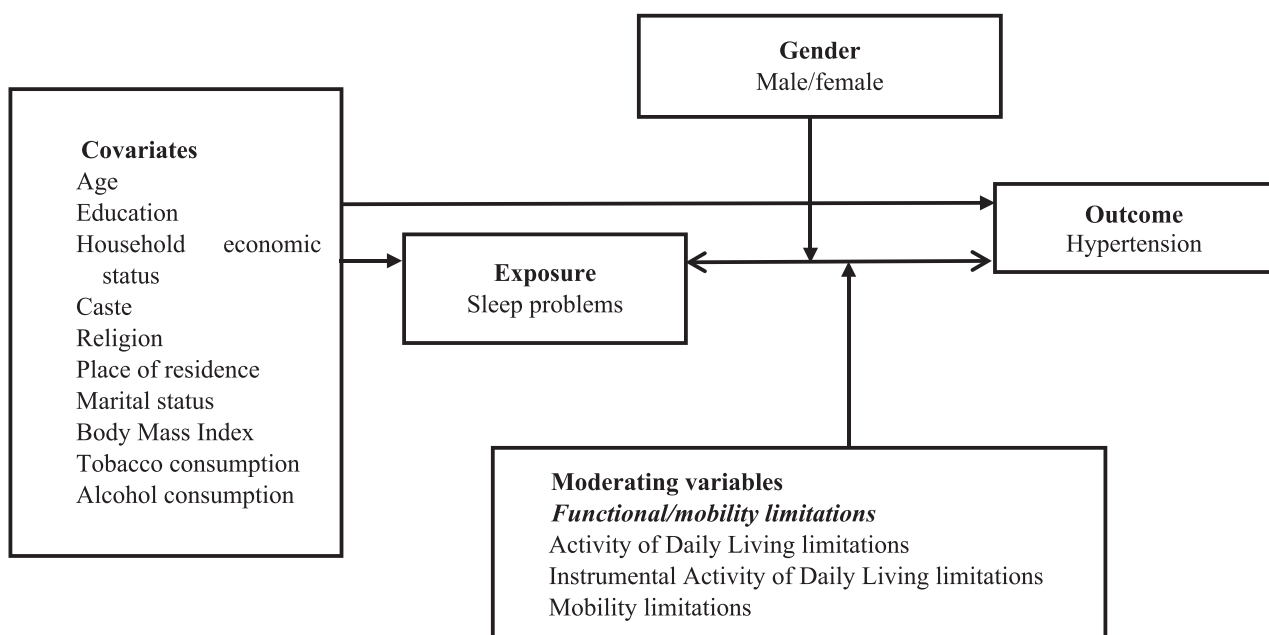 Gender
Male/female
Covariates
Age
Education
Household economic
status
Caste
Religion
Place of residence
Marital status
Body Mass Index
Tobacco consumption
Alcohol consumption
Exposure
Sleep problems
Outcome
Hypertension
Moderating variables
Functional/mobility limitations
Activity of Daily Living limitations
Instrumental Activity of Daily Living limitations
Mobility limitations